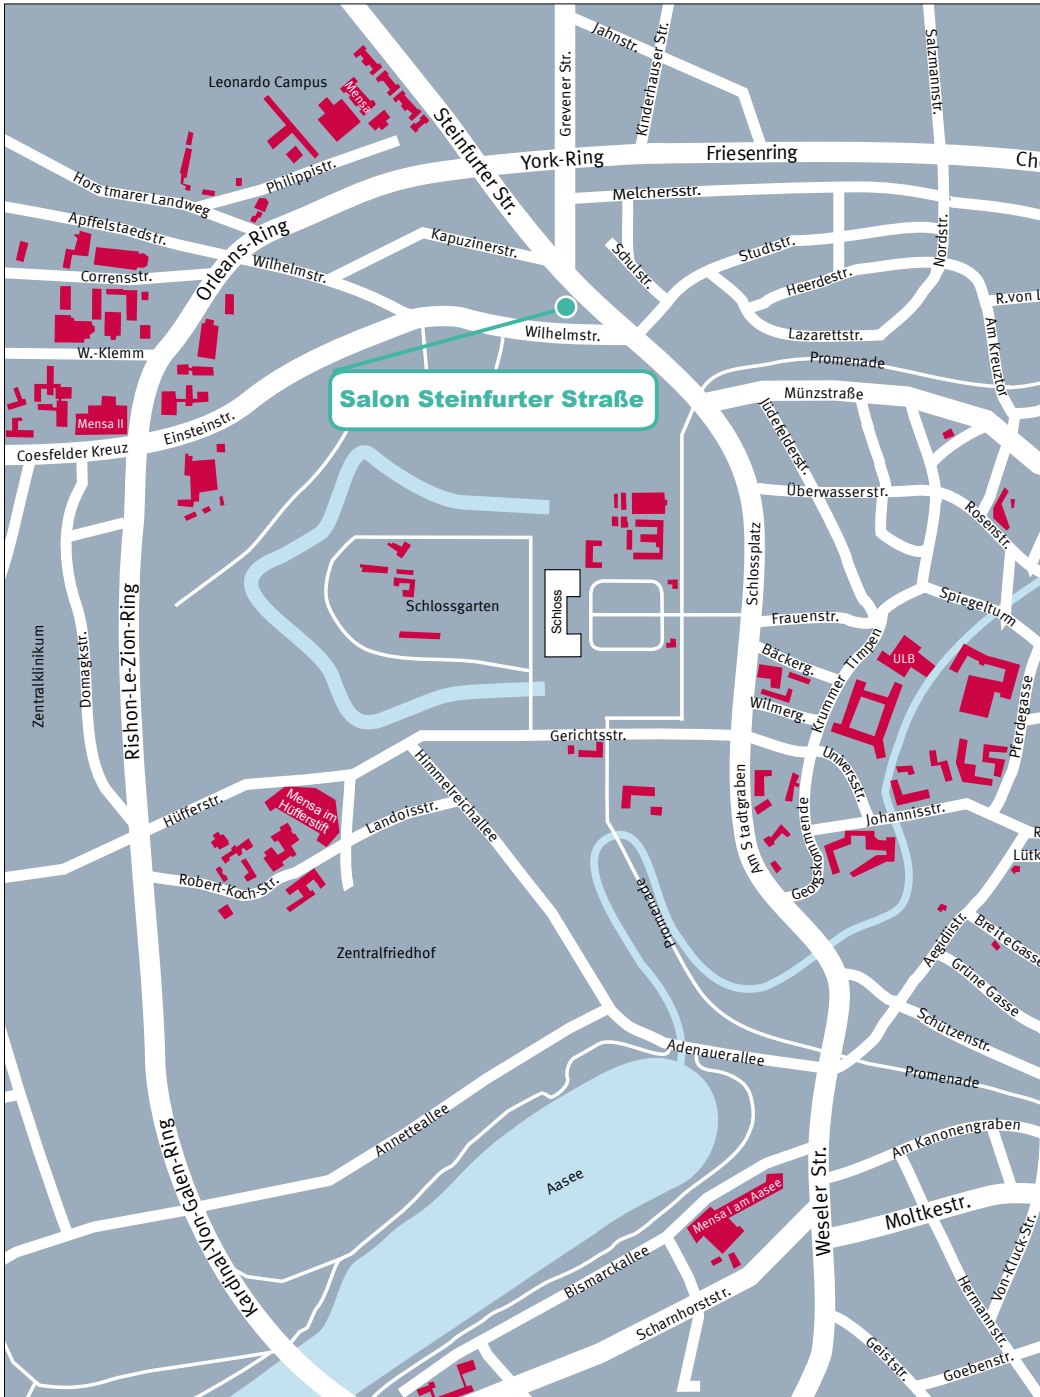 Jahnstr.
Kinderhauser Str.
Grevener Str.
Salzmannstr.
Leonardo Campus
Mensa
Steinfurter Str.
York-Ring
Friesenring
Philippistr.
Horstmarer Landweg
Melchersstr.
Apffelstaedtstr.
Orleans-Ring
Kapuzinerstr.
Schulstr.
Studtstr.
Nordstr.
Corrensstr.
Wilhelmstr.
Heerdestr.
R.von
Wilhelmstr.
Lazarettstr.
Am Kreuztor
W.-Klemm
Promenade
Salon Steinfurter Straße
Münzstraße
Jüdefelderstr.
Mensa II
Einsteinstr.
Coesfelder Kreuz
Überwasserstr.
Rosenstr.
Schlossplatz
Schloss
Schlossgarten
Spiegelturm
Frauenstr.
Rishon-Le-Zion-Ring
Domagkstr.
Zentralklinikum
Bäckerg.
Krummer Timpen
ULB
Wilmerg.
Pferdegasse
Gerichtsstr.
Himmelreichallee
Universstr.
Am Stadtgraben
Hüfferstr.
Mensa im
Hüfferstift
Landoisstr.
Johannisstr.
Georgskommende
Robert-Koch-Str.
Promenade
Aegidiistr.
Breite Gasse
Zentralfriedhof
Grüne Gasse
Schützenstr.
Adenauerallee
Promenade
Annetteallee
Am Kanonengraben
Kardinal-Von-Galen-Ring
Aasee
Mensa I am Aasee
Weseler Str.
Moltkestr.
Bismarckallee
Von-Kluck-Str.
Scharnhorststr.
Hermannstr.
Geiststr.
Goebenstr.